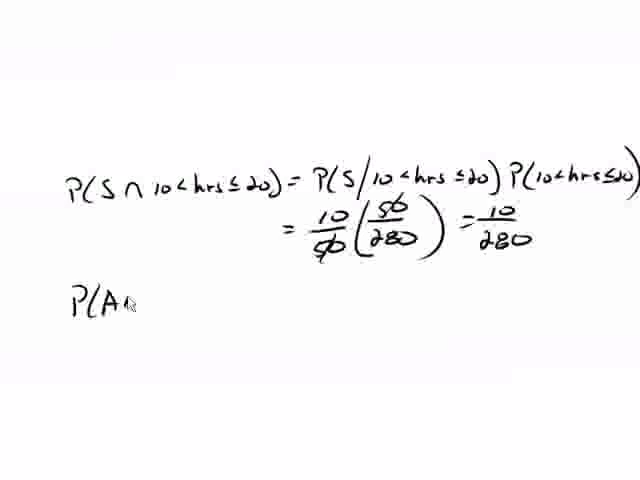 P(S ∩ 10 < hrs ≤ 20) = P(S/10 < hrs ≤ 20) P(10 < hrs ≤ 20)
= 10/50 (50/280) = 10/280
P(A